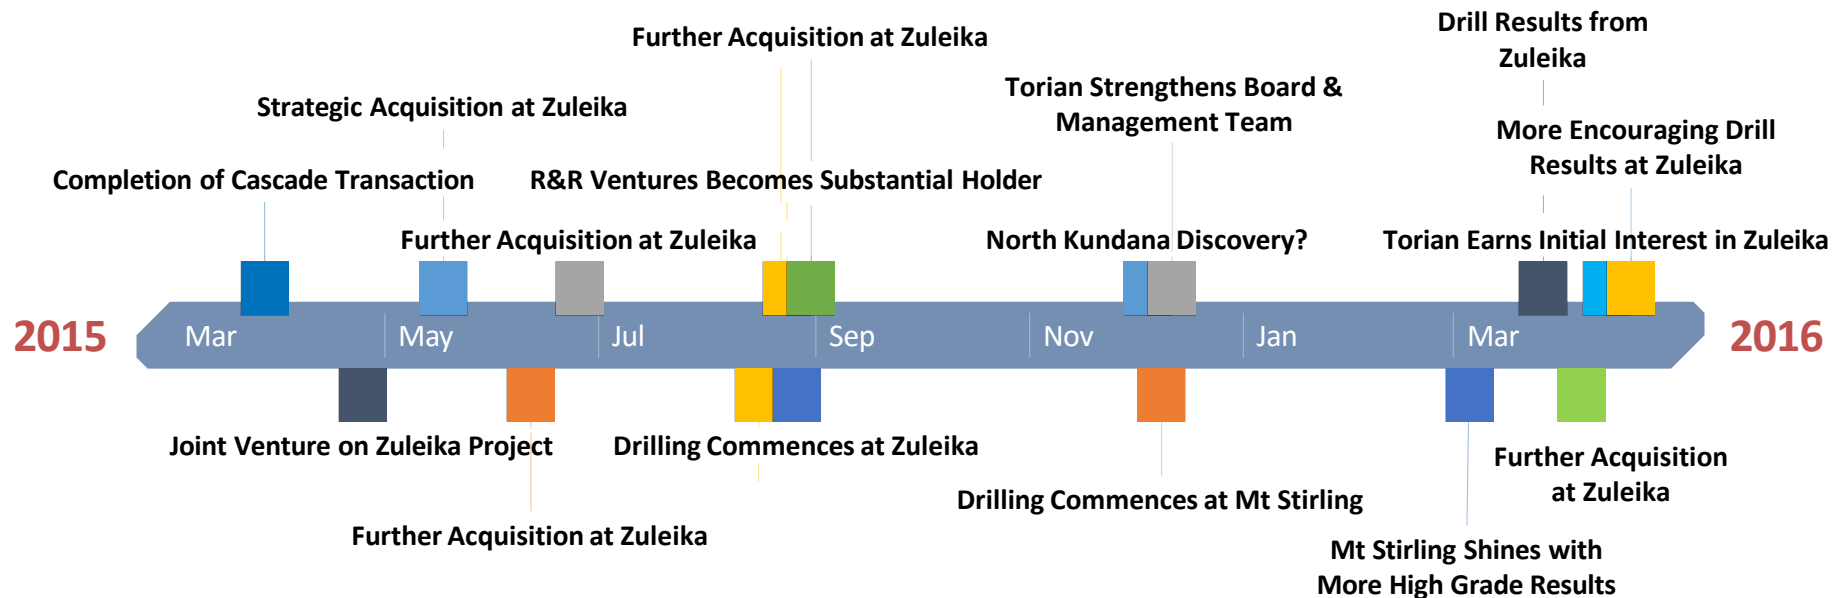 Drill Results from
Zuleika
Further Acquisition at Zuleika
Torian Strengthens Board &
Management Team
Strategic Acquisition at Zuleika
More Encouraging Drill
Results at Zuleika
Completion of Cascade Transaction
R&R Ventures Becomes Substantial Holder
Further Acquisition at Zuleika
North Kundana Discovery?
Torian Earns Initial Interest in Zuleika
2015
Mar
May
Jul
Sep
Nov
Jan
Mar
2016
Joint Venture on Zuleika Project
Drilling Commences at Zuleika
Further Acquisition
at Zuleika
Drilling Commences at Mt Stirling
Further Acquisition at Zuleika
Mt Stirling Shines with
More High Grade Results